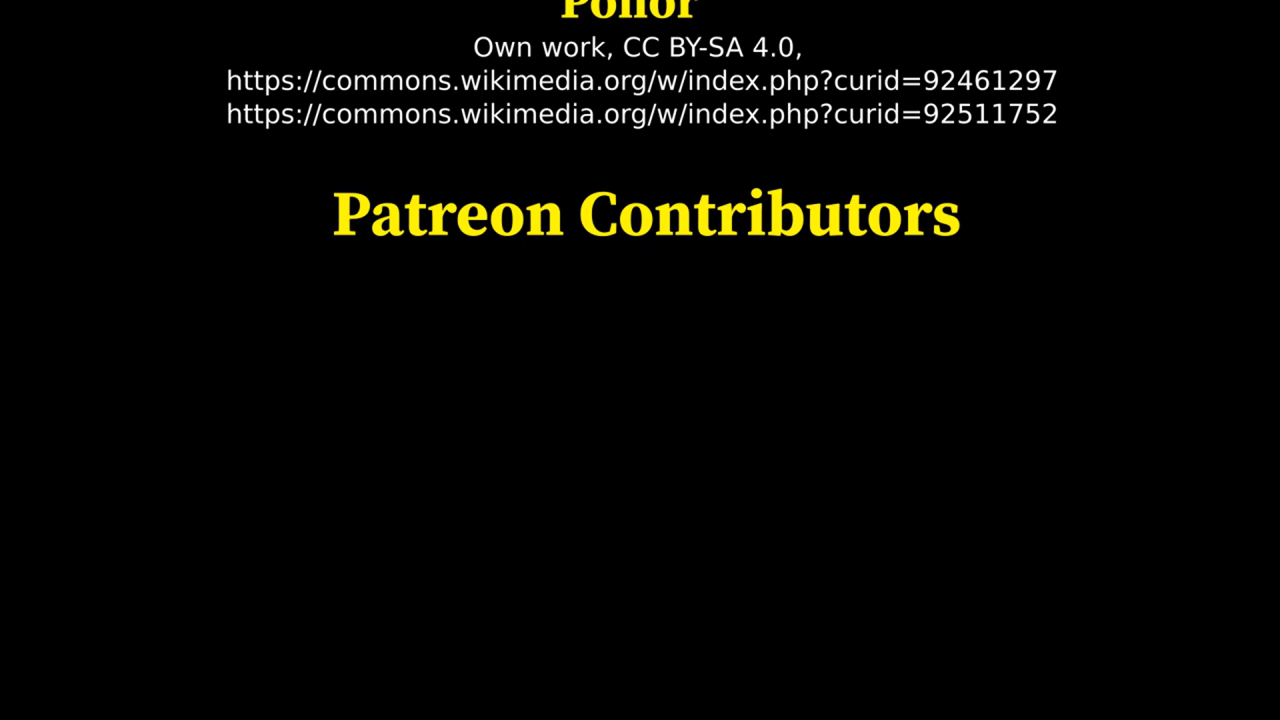 Ponor
Own work, CC BY-SA 4.0,
https://commons.wikimedia.org/w/index.php?curid=92461297
https://commons.wikimedia.org/w/index.php?curid=92511752
Patreon Contributors